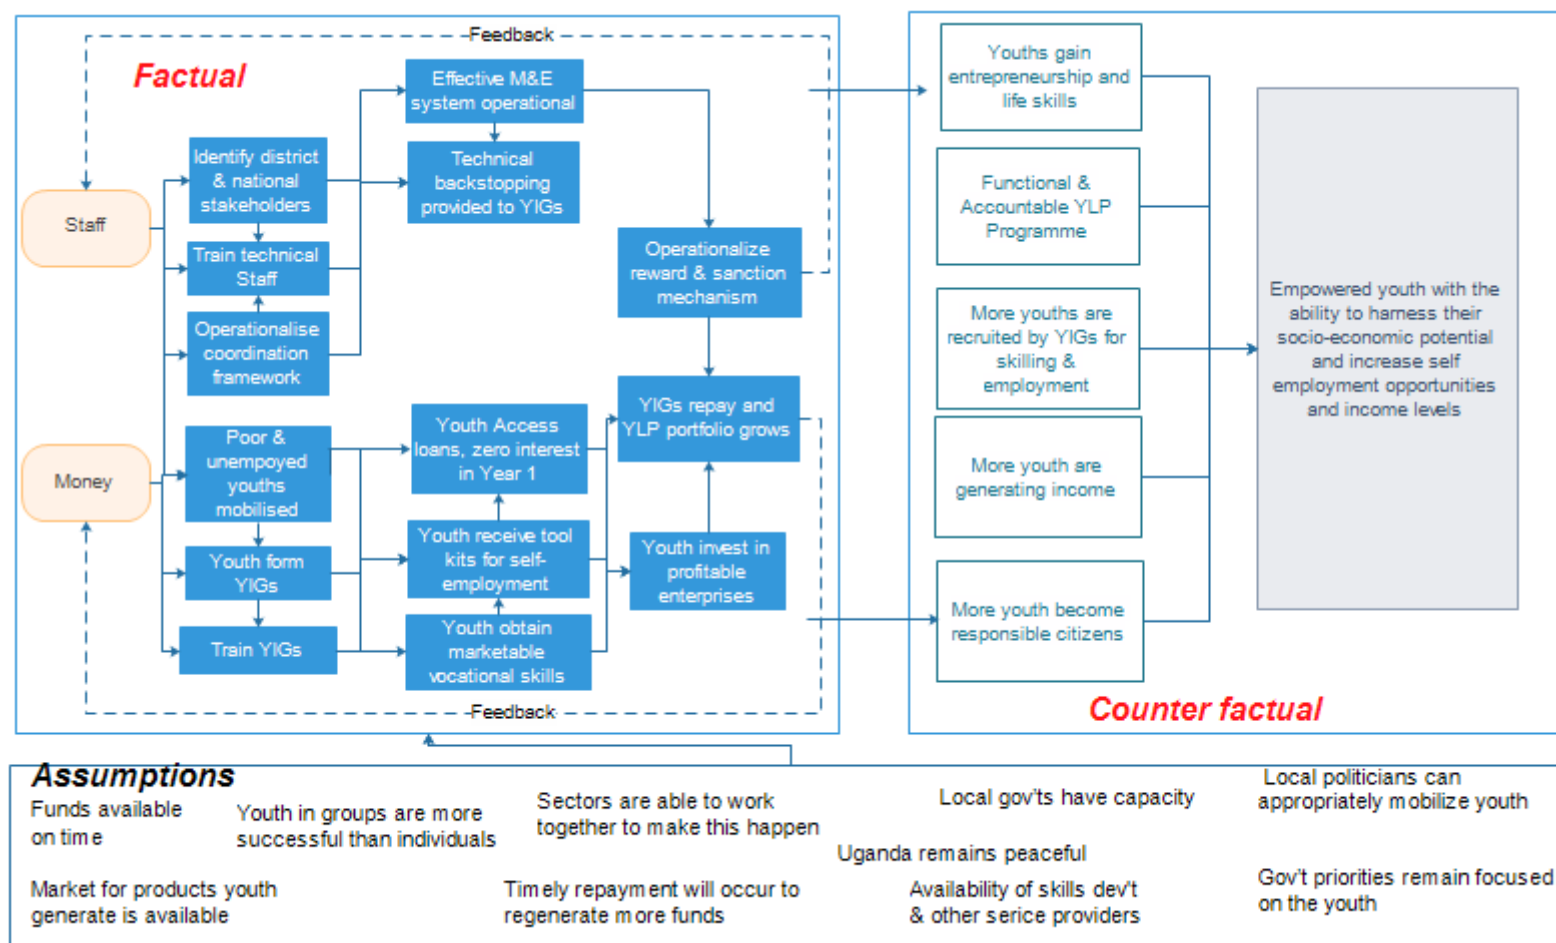 Feedback
Factual
Effective M&E
system operational
Identify district
& national
stakeholders
Technical
backstopping
provided to YIGs
Staff
Train technical
Staff
Operationalize
reward & sanction
mechanism
Operationalise
coordination
framework
Money
Poor &
unempoyed
youths
mobilised
Youth Access
loans, zero interest
in Year 1
YIGs repay and
YLP portfolio grows
Youth form
YIGs
Youth receive tool
kits for self-
employment
Youth invest in
profitable
enterprises
Train YIGs
Youth obtain
marketable
vocational skills
Feedback
Youths gain
entrepreneurship and
life skills
Functional &
Accountable YLP
Programme
More youths are
recruited by YIGs for
skilling &
employment
More youth are
generating income
More youth become
responsible citizens
Empowered youth with the
ability to harness their
socio-economic potential
and increase self
employment opportunities
and income levels
Counter factual
Assumptions
Funds available
on time
Youth in groups are more
successful than individuals
Sectors are able to work
together to make this happen
Local gov'ts have capacity
Local politicians can
appropriately mobilize youth
Uganda remains peaceful
Market for products youth
generate is available
Timely repayment will occur to
regenerate more funds
Availability of skills dev't
& other serice providers
Gov't priorities remain focused
on the youth